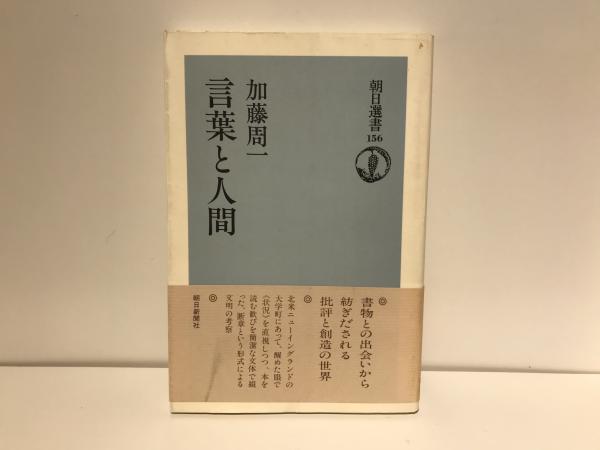 朝日選書
156
加藤周一
言葉と人間
◎
書物との出会いから
紡ぎだされる
批評と創造の世界
◎
北米ニューイングランドの
大学町にあって、醒めた眼で
〈状況〉を直視しつつ、本を
読む歓びを簡潔な文体で綴
った、断章という形式による
文明の考察
◎
朝日新聞社